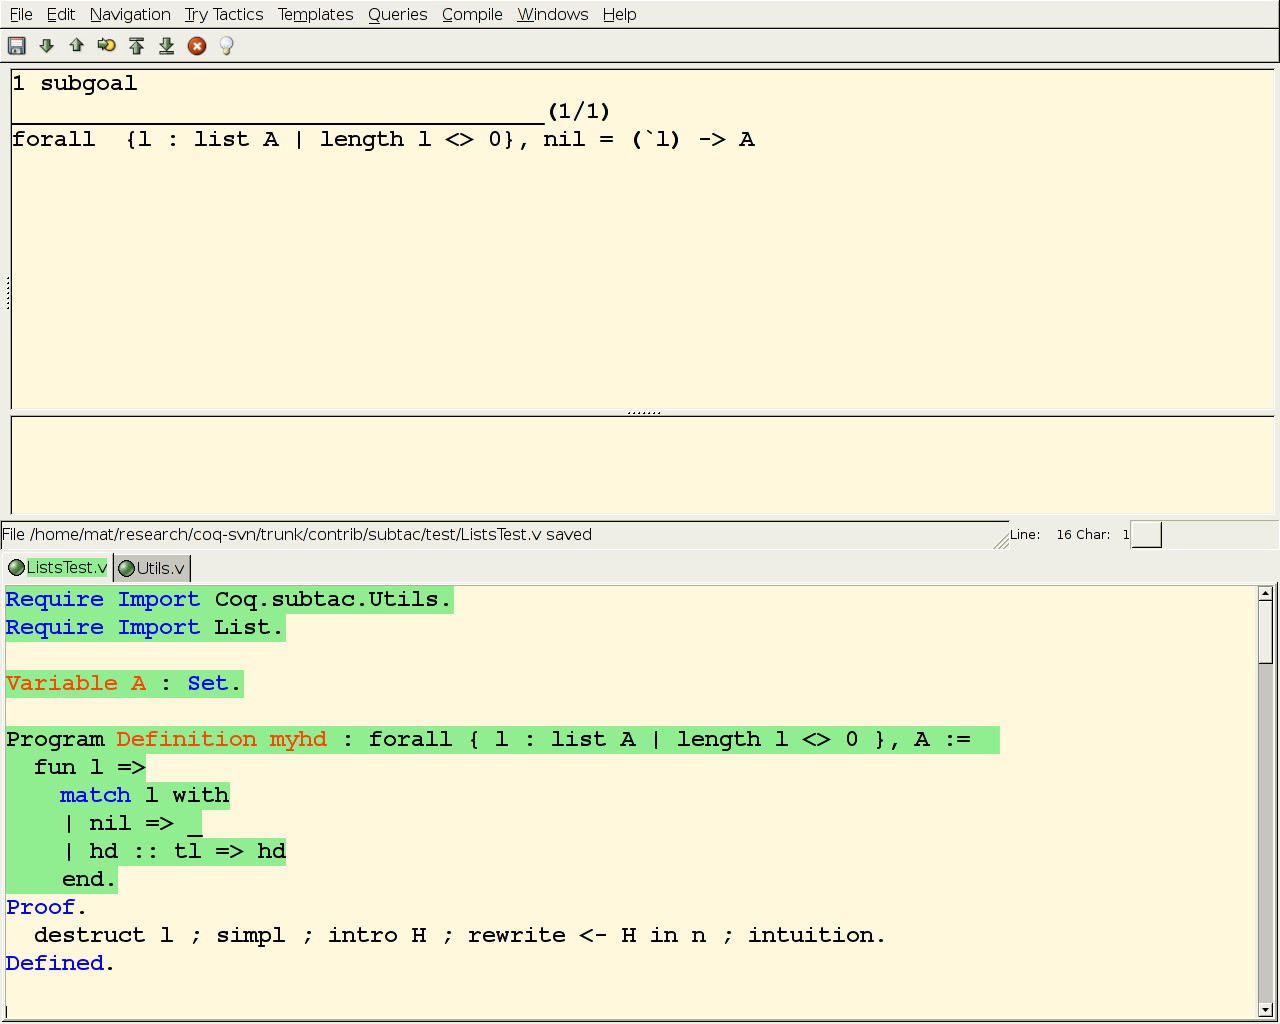 File Edit Navigation Try Tactics Templates Queries Compile Windows Help
1 subgoal
(1/1)
forall  {l : list A | length l <> 0}, nil = (`l) -> A
File /home/mat/research/coq-svn/trunk/contrib/subtac/test/ListsTest.v saved Line: 16 Char: 1
ListsTest.v Utils.v
Require Import Coq.subtac.Utils.
Require Import List.
Variable A : Set.
Program Definition myhd : forall { l : list A | length l <> 0 }, A :=
  fun l =>
    match l with
    | nil => _
    | hd :: tl => hd
    end.
Proof.
  destruct l ; simpl ; intro H ; rewrite <- H in n ; intuition.
Defined.